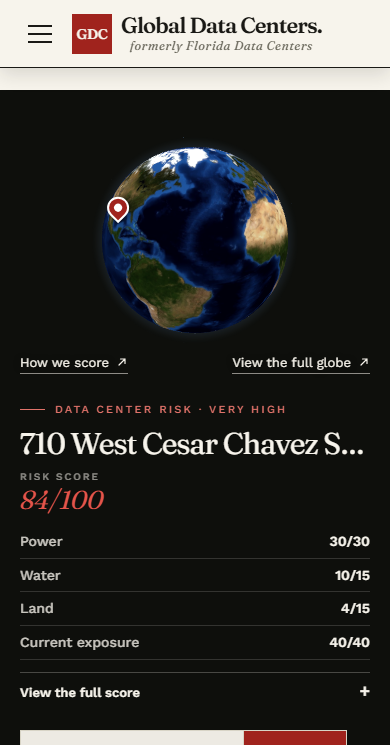 GDC
Global Data Centers.
formerly Florida Data Centers
How we score ↗
View the full globe ↗
DATA CENTER RISK · VERY HIGH
710 West Cesar Chavez S...
RISK SCORE
84/100
Power 30/30
Water 10/15
Land 4/15
Current exposure 40/40
View the full score +